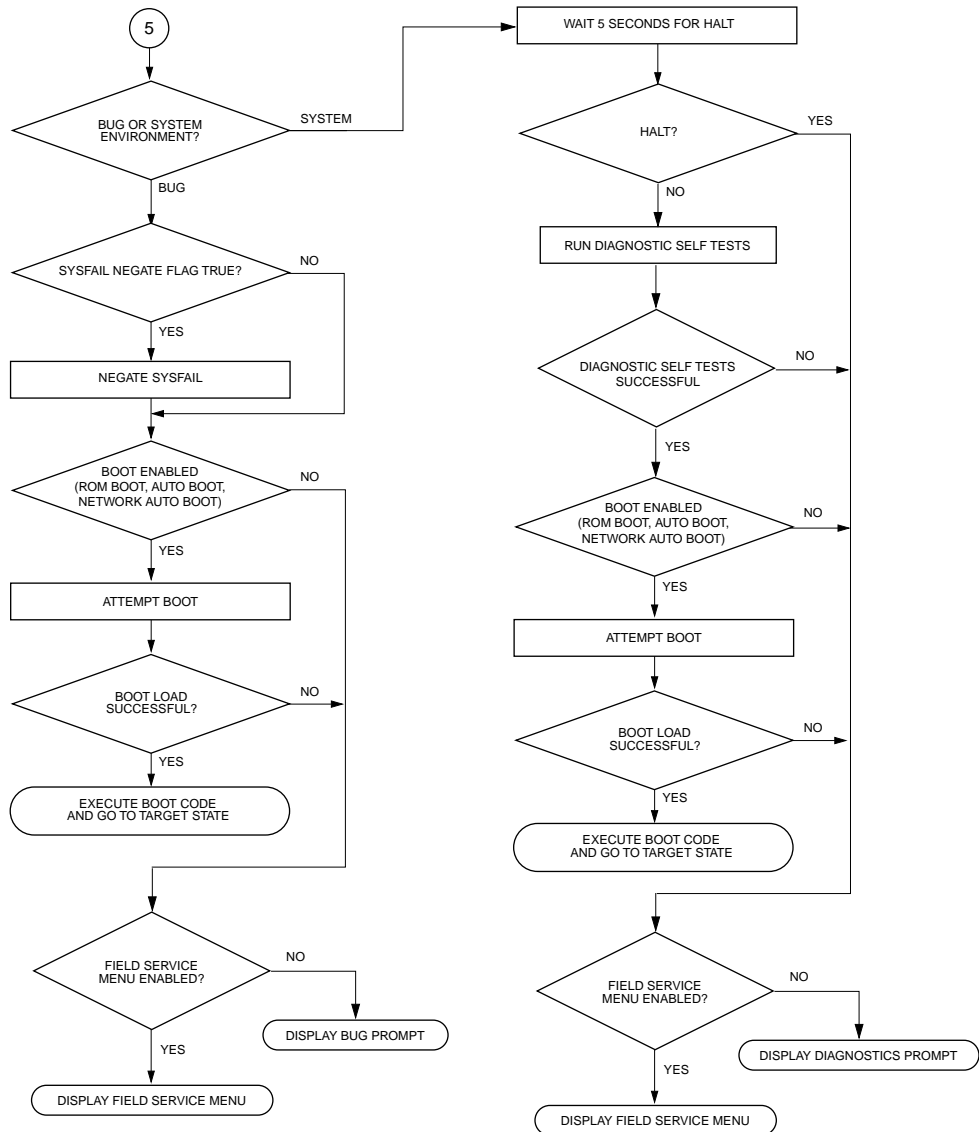 5
BUG OR SYSTEM
ENVIRONMENT?
SYSTEM
BUG
SYSFAIL NEGATE FLAG TRUE?
NO
YES
NEGATE SYSFAIL
BOOT ENABLED
(ROM BOOT, AUTO BOOT,
NETWORK AUTO BOOT)
NO
YES
ATTEMPT BOOT
BOOT LOAD
SUCCESSFUL?
NO
YES
EXECUTE BOOT CODE
AND GO TO TARGET STATE
FIELD SERVICE
MENU ENABLED?
NO
DISPLAY BUG PROMPT
YES
DISPLAY FIELD SERVICE MENU
WAIT 5 SECONDS FOR HALT
HALT?
YES
NO
RUN DIAGNOSTIC SELF TESTS
DIAGNOSTIC SELF TESTS
SUCCESSFUL
NO
YES
BOOT ENABLED
(ROM BOOT, AUTO BOOT,
NETWORK AUTO BOOT)
NO
YES
ATTEMPT BOOT
BOOT LOAD
SUCCESSFUL?
NO
YES
EXECUTE BOOT CODE
AND GO TO TARGET STATE
FIELD SERVICE
MENU ENABLED?
NO
DISPLAY DIAGNOSTICS PROMPT
YES
DISPLAY FIELD SERVICE MENU